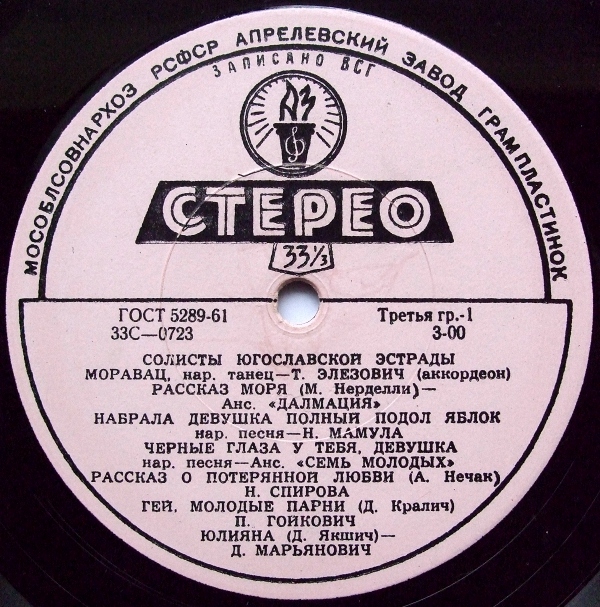 МОСОБЛСОВНАРХОЗ РСФСР АПРЕЛЕВСКИЙ ЗАВОД ГРАМПЛАСТИНОК
ЗАПИСАНО ВСГ
АЗ
СТЕРЕО
33⅓
ГОСТ 5289-61 Третья гр.-1
33С—0723 3-00
СОЛИСТЫ ЮГОСЛАВСКОЙ ЭСТРАДЫ
МОРАВАЦ, нар. танец—Т. ЭЛЕЗОВИЧ (аккордеон)
РАССКАЗ МОРЯ (М. Нерделли)—
Анс. «ДАЛМАЦИЯ»
НАБРАЛА ДЕВУШКА ПОЛНЫЙ ПОДОЛ ЯБЛОК
нар. песня—Н. МАМУЛА
ЧЕРНЫЕ ГЛАЗА У ТЕБЯ, ДЕВУШКА
нар. песня—Анс. «СЕМЬ МОЛОДЫХ»
РАССКАЗ О ПОТЕРЯННОЙ ЛЮБВИ (А. Нечак)
Н. СПИРОВА
ГЕЙ, МОЛОДЫЕ ПАРНИ (Д. Кралич)
П. ГОЙКОВИЧ
ЮЛИЯНА (Д. Якшич)—
Д. МАРЬЯНОВИЧ